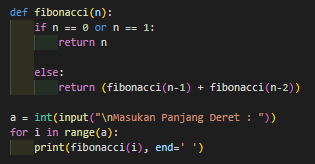 def fibonacci(n):
    if n == 0 or n == 1:
        return n

    else:
        return (fibonacci(n-1) + fibonacci(n-2))

a = int(input("\nMasukan Panjang Deret : "))
for i in range(a):
    print(fibonacci(i), end=' ')